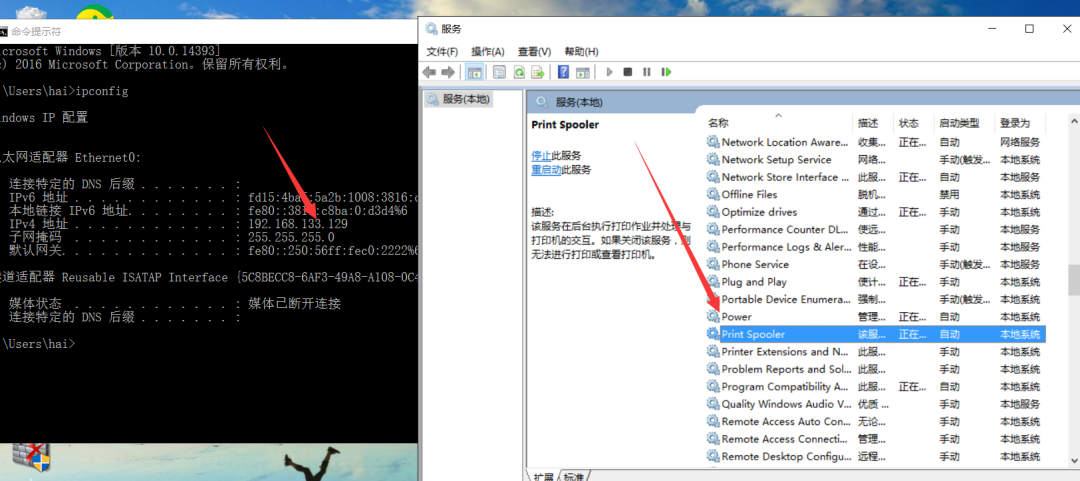 命令提示符
icrosoft Windows [版本 10.0.14393]
c) 2016 Microsoft Corporation。保留所有权利。
:\Users\hai>ipconfig
indows IP 配置
太网适配器 Ethernet0:
连接特定的 DNS 后缀 . . . . . . . :
IPv6 地址 . . . . . . . . . . . . :
本地链接 IPv6 地址. . . . . . . . :
IPv4 地址 . . . . . . . . . . . . : 192.168.133.129
子网掩码 . . . . . . . . . . . . : 255.255.255.0
默认网关. . . . . . . . . . . . . : fe80::250:56ff:fec0:2222%6
道适配器 Reusable ISATAP Interface {5C8BECC8-6AF3-49A8-A108-0C4
媒体状态 . . . . . . . . . . . . : 媒体已断开连接
连接特定的 DNS 后缀 . . . . . . . :
:\Users\hai>
服务
文件(F) 操作(A) 查看(V) 帮助(H)
服务(本地)
服务(本地)
Print Spooler
停止此服务
重启动此服务
描述:
该服务在后台执行打印作业并处理与
打印机的交互。如果关闭该服务，则
无法进行打印或查看打印机。
名称 描述 状态 启动类型 登录为
Network Location Aware... 收集... 正在... 自动 网络服务
Network Setup Service 网络... 手动(触发... 本地系统
Network Store Interface ... 此服... 正在... 自动 本地服务
Offline Files 脱机... 禁用 本地系统
Optimize drives 通过... 正在... 手动 本地系统
Performance Counter DL... 使远... 手动 本地服务
Performance Logs & Aler... 性能... 手动 本地服务
Phone Service 在设... 手动(触发... 本地服务
Plug and Play 使计... 正在... 手动 本地系统
Portable Device Enumera... 强制... 手动(触发... 本地系统
Power 管理... 正在... 自动 本地系统
Print Spooler 该服... 正在... 自动 本地系统
Printer Extensions and N... 此服... 手动 本地系统
Problem Reports and Sol... 此服... 手动 本地系统
Program Compatibility A... 此服... 正在... 自动 本地系统
Quality Windows Audio V... 优质 ... 手动 本地服务
Remote Access Auto Con... 无论... 手动 本地系统
Remote Access Connecti... 管理... 手动 本地系统
Remote Desktop Configu... 远程... 手动 本地系统
扩展 标准